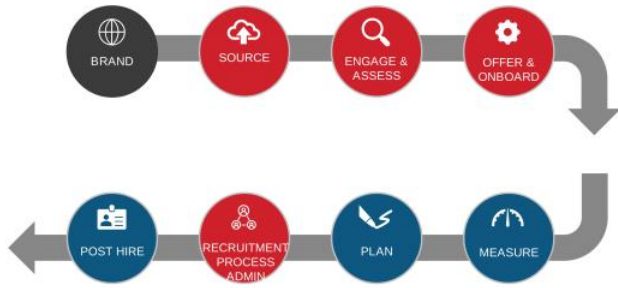 BRAND
SOURCE
ENGAGE &
ASSESS
OFFER &
ONBOARD
POST HIRE
RECRUITMENT
PROCESS
ADMIN
PLAN
MEASURE